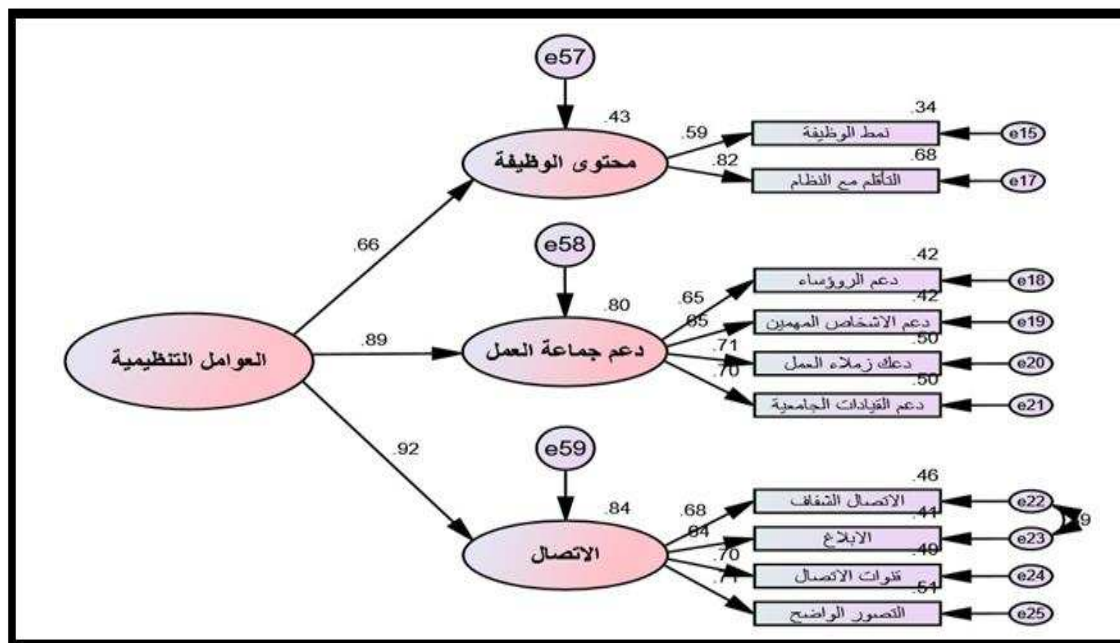 e57
.43
.34
.59
نمط الوظيفة
e15
محتوى الوظيفة
.68
.82
التأقلم مع النظام
e17
.66
e58
.42
.80
.65
دعم الروؤساء
e18
.42
.65
دعم الاشخاص المهمين
e19
العوامل التنظيمية
.89
دعم جماعة العمل
.50
.71
دعك زملاء العمل
e20
.50
.70
دعم القيادات الجامعية
e21
.92
e59
.46
.84
.68
الاتصال الشفاف
e22
.41
.64
الابلاغ
e23
الاتصال
.49
.70
قنوات الاتصال
e24
.51
.71
التصور الواضح
e25